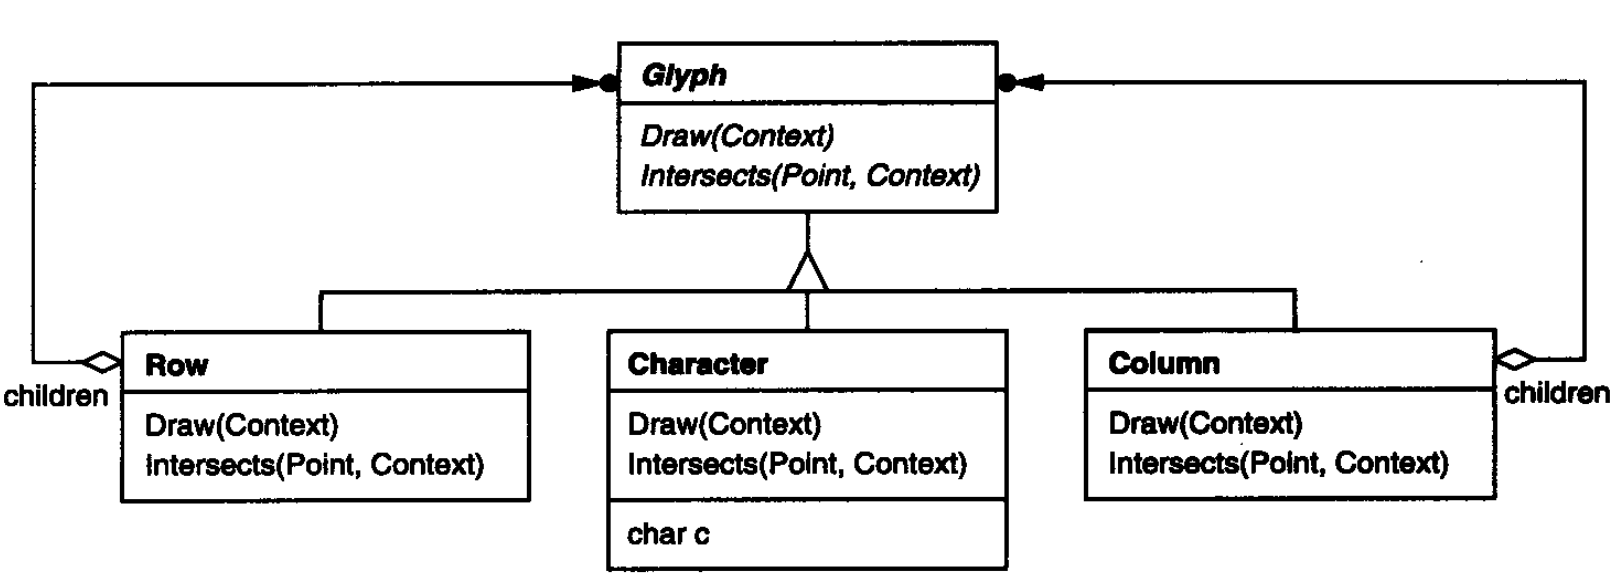 Glyph
Draw(Context)
Intersects(Point, Context)
children
Row
Draw(Context)
Intersects(Point, Context)
Character
Draw(Context)
Intersects(Point, Context)
char c
Column
Draw(Context)
Intersects(Point, Context)
children